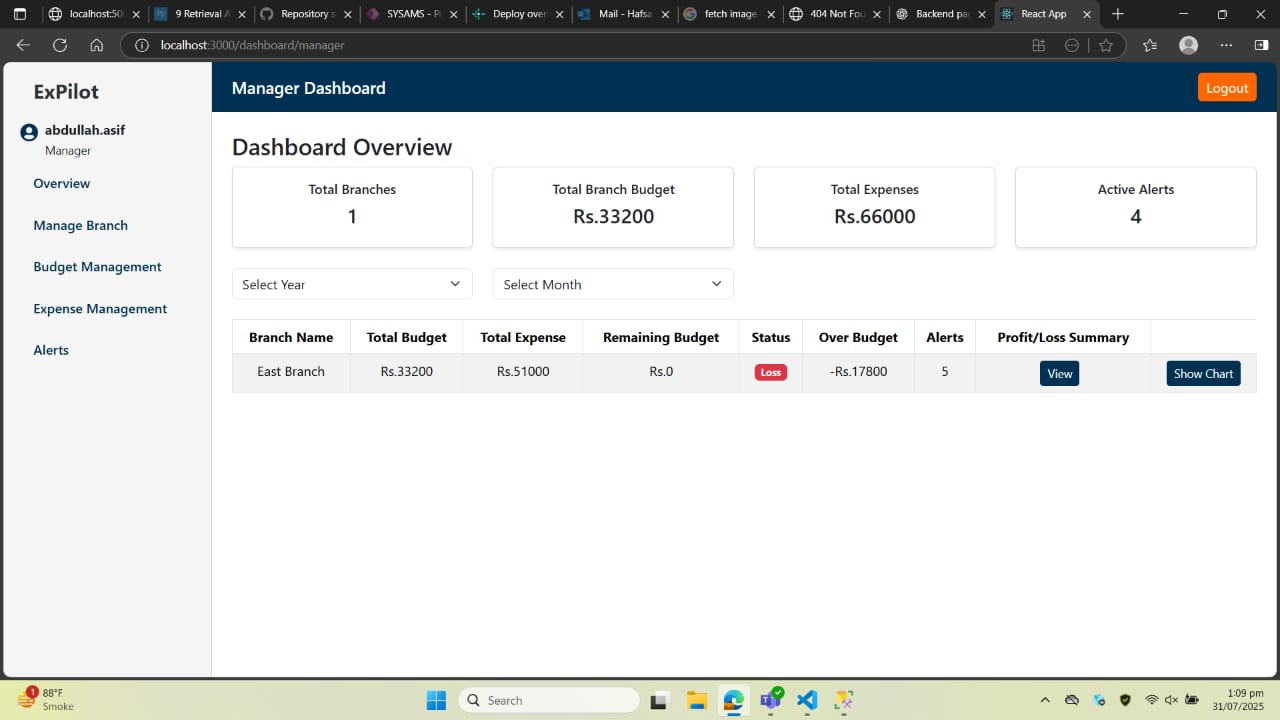 localhost:500
9 Retrieval A
Repository s
SYSAMS - P
Deploy over
Mail - Hafsa
fetch image
404 Not Fou
Backend pag
React App
localhost:3000/dashboard/manager
ExPilot
Manager Dashboard
Logout
abdullah.asif
Manager
Overview
Manage Branch
Budget Management
Expense Management
Alerts
Dashboard Overview
Total Branches
1
Total Branch Budget
Rs.33200
Total Expenses
Rs.66000
Active Alerts
4
Select Year
Select Month
Branch Name Total Budget Total Expense Remaining Budget Status Over Budget Alerts Profit/Loss Summary
East Branch Rs.33200 Rs.51000 Rs.0 Loss -Rs.17800 5 View Show Chart
1
88°F
Smoke
Search
1:09 pm
31/07/2025